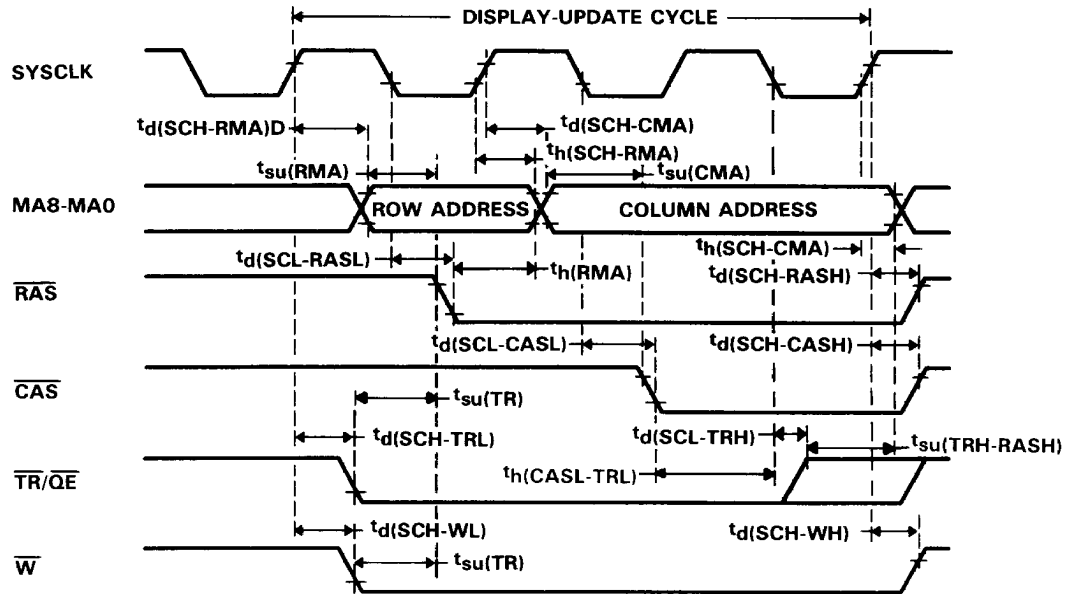 DISPLAY-UPDATE CYCLE
SYSCLK
td(SCH-RMA)D
td(SCH-CMA)
th(SCH-RMA)
tsu(RMA)
tsu(CMA)
MA8-MA0
ROW ADDRESS
COLUMN ADDRESS
th(SCH-CMA)
td(SCL-RASL)
th(RMA)
td(SCH-RASH)
RAS
td(SCL-CASL)
td(SCH-CASH)
CAS
tsu(TR)
td(SCH-TRL)
td(SCL-TRH)
tsu(TRH-RASH)
TR/QE
th(CASL-TRL)
td(SCH-WL)
td(SCH-WH)
W
tsu(TR)